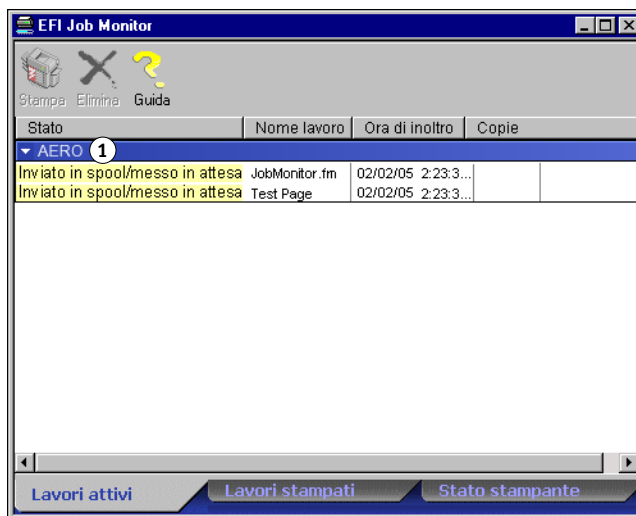 EFI Job Monitor
Stampa Elimina Guida
Stato Nome lavoro Ora di inoltro Copie
AERO 1
Inviato in spool/messo in attesa JobMonitor.fm 02/02/05 2:23:3...
Inviato in spool/messo in attesa Test Page 02/02/05 2:23:3...
Lavori attivi Lavori stampati Stato stampante